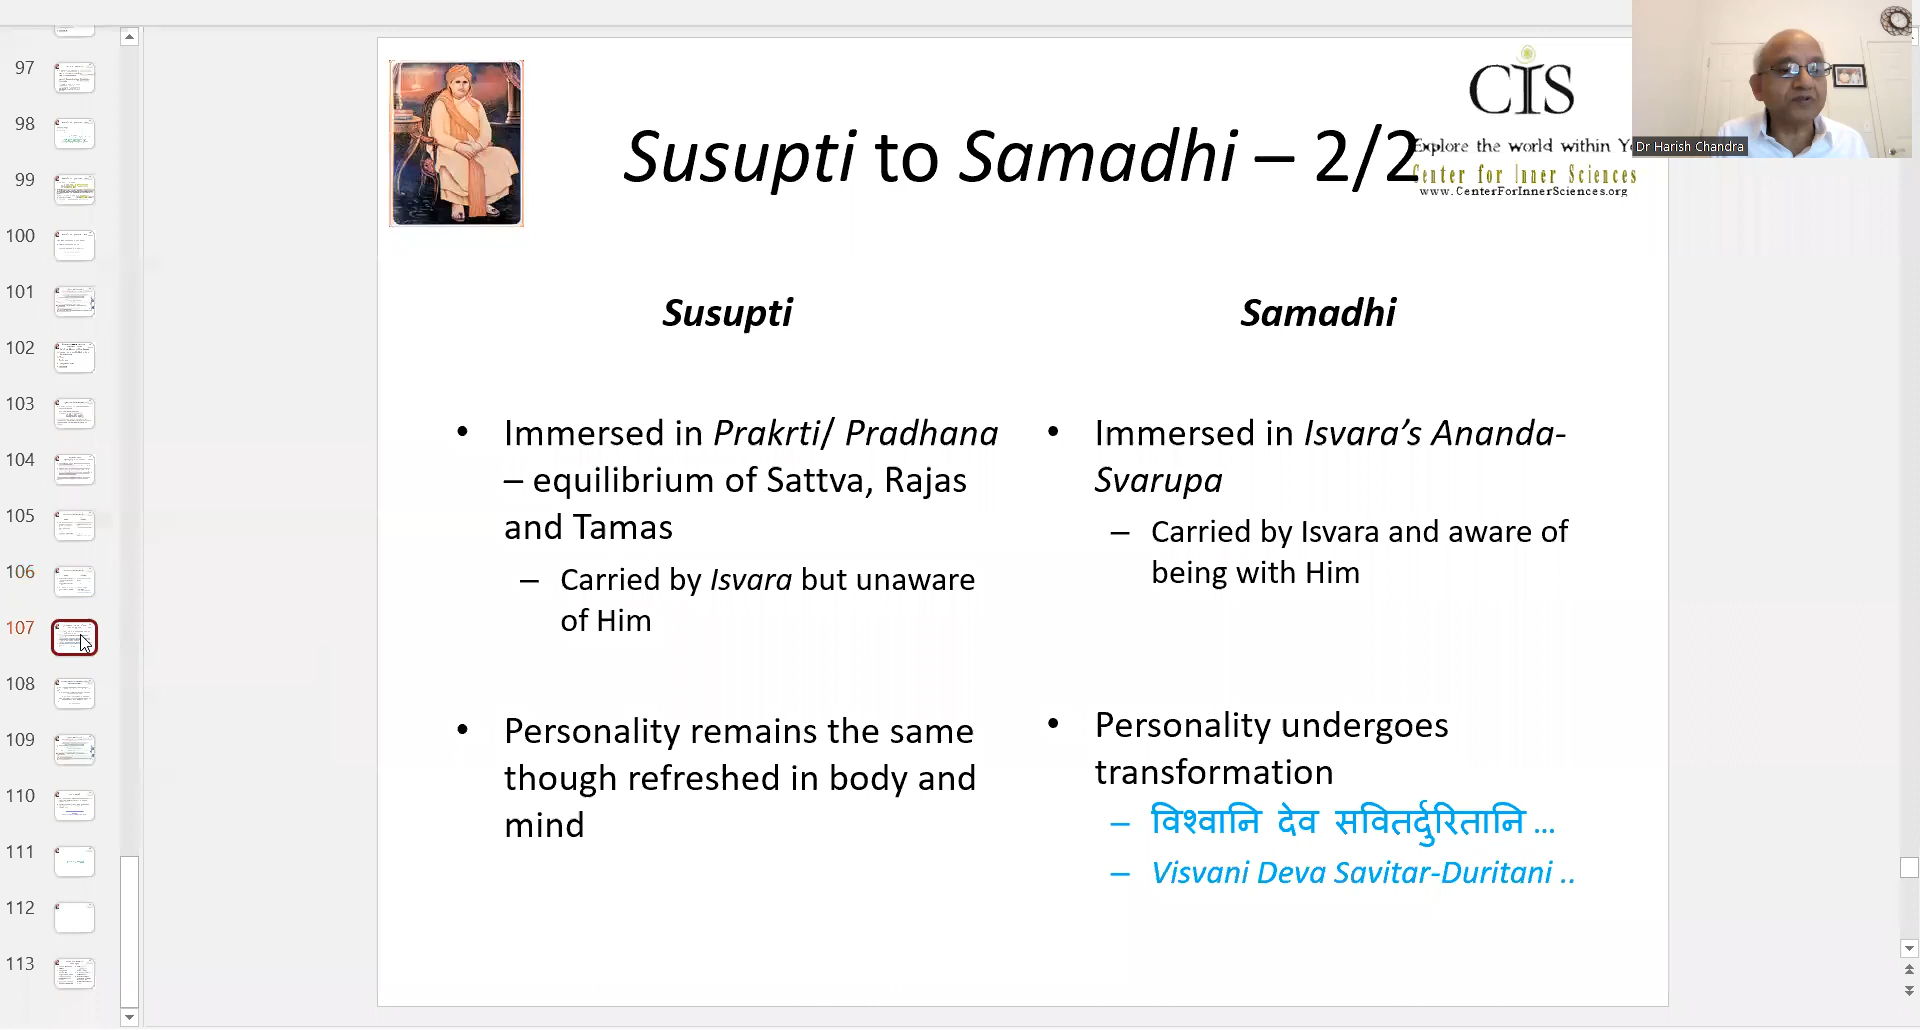 97
98
99
100
101
102
103
104
105
106
107
108
109
110
111
112
113
Susupti to Samadhi – 2/2
CIS
Explore the world within Y
Center for Inner Sciences
www.CenterForInnerSciences.org
Dr Harish Chandra
Susupti
• Immersed in Prakrti/ Pradhana
– equilibrium of Sattva, Rajas
and Tamas
– Carried by Isvara but unaware
of Him
• Personality remains the same
though refreshed in body and
mind
Samadhi
• Immersed in Isvara’s Ananda-
Svarupa
– Carried by Isvara and aware of
being with Him
• Personality undergoes
transformation
– विश्वानि देव सवितर्दुरितानि ...
– Visvani Deva Savitar-Duritani ..